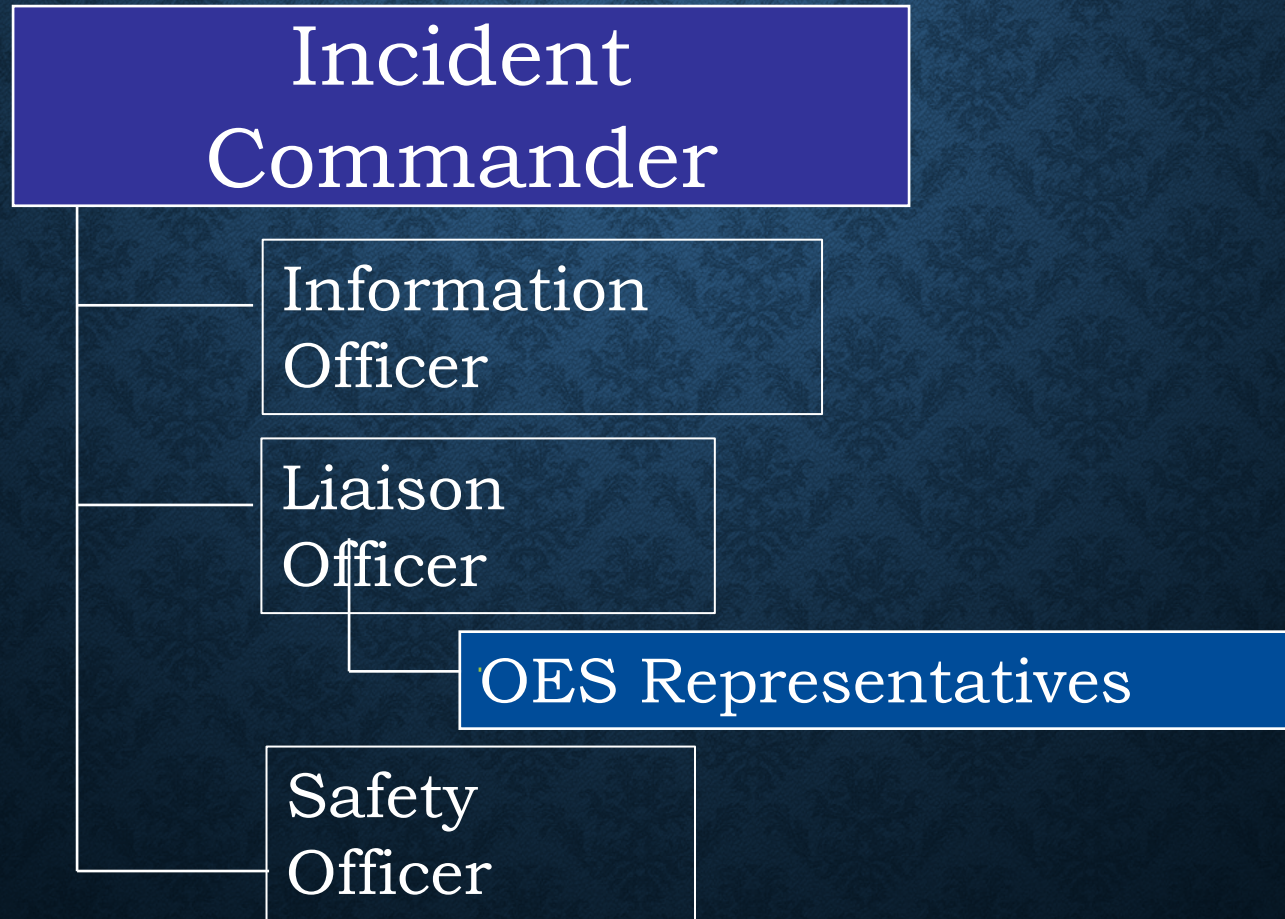 Incident
Commander
Information
Officer
Liaison
Officer
OES Representatives
Safety
Officer